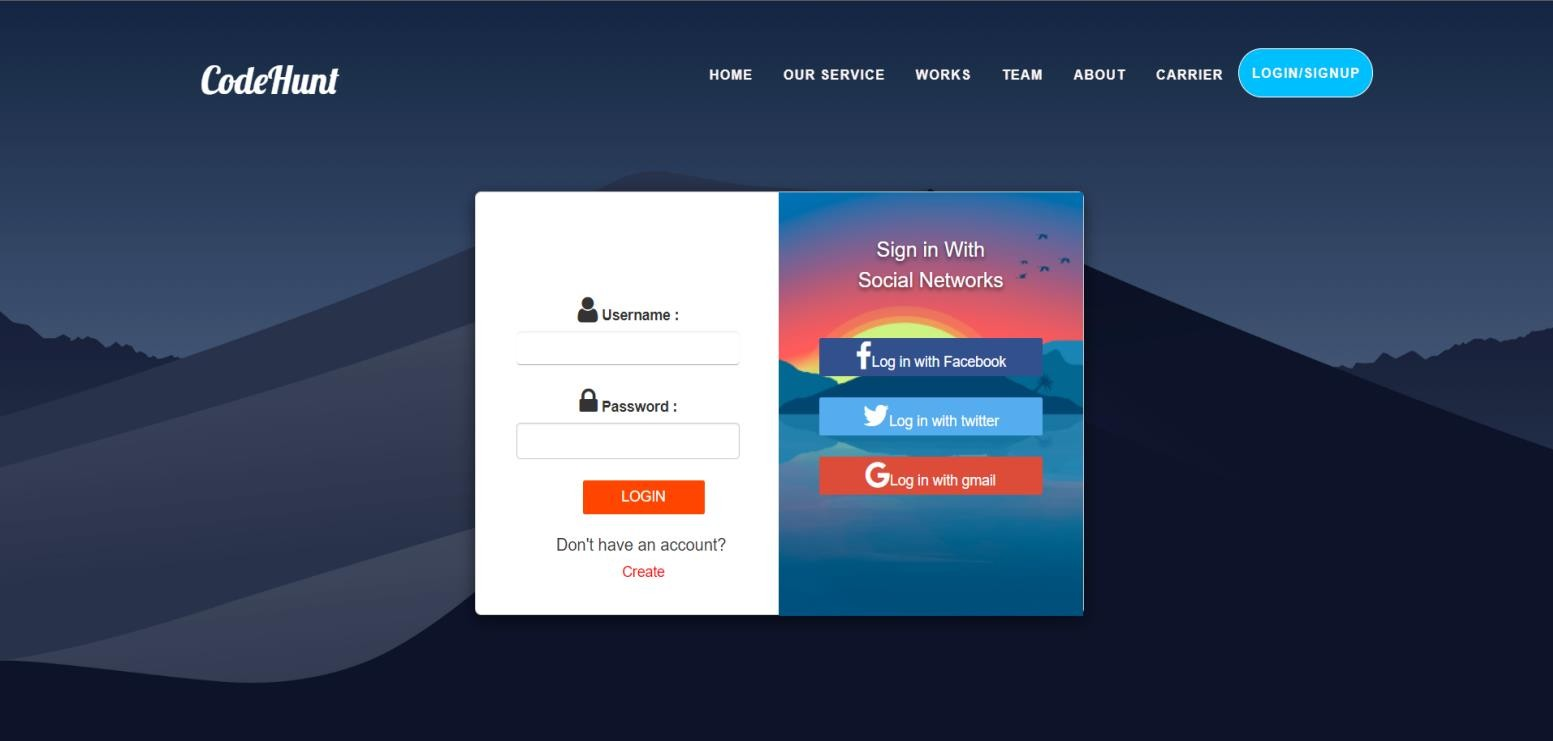 CodeHunt
HOME OUR SERVICE WORKS TEAM ABOUT CARRIER LOGIN/SIGNUP
Username :
Password :
LOGIN
Don't have an account?
Create
Sign in With
Social Networks
Log in with Facebook
Log in with twitter
Log in with gmail